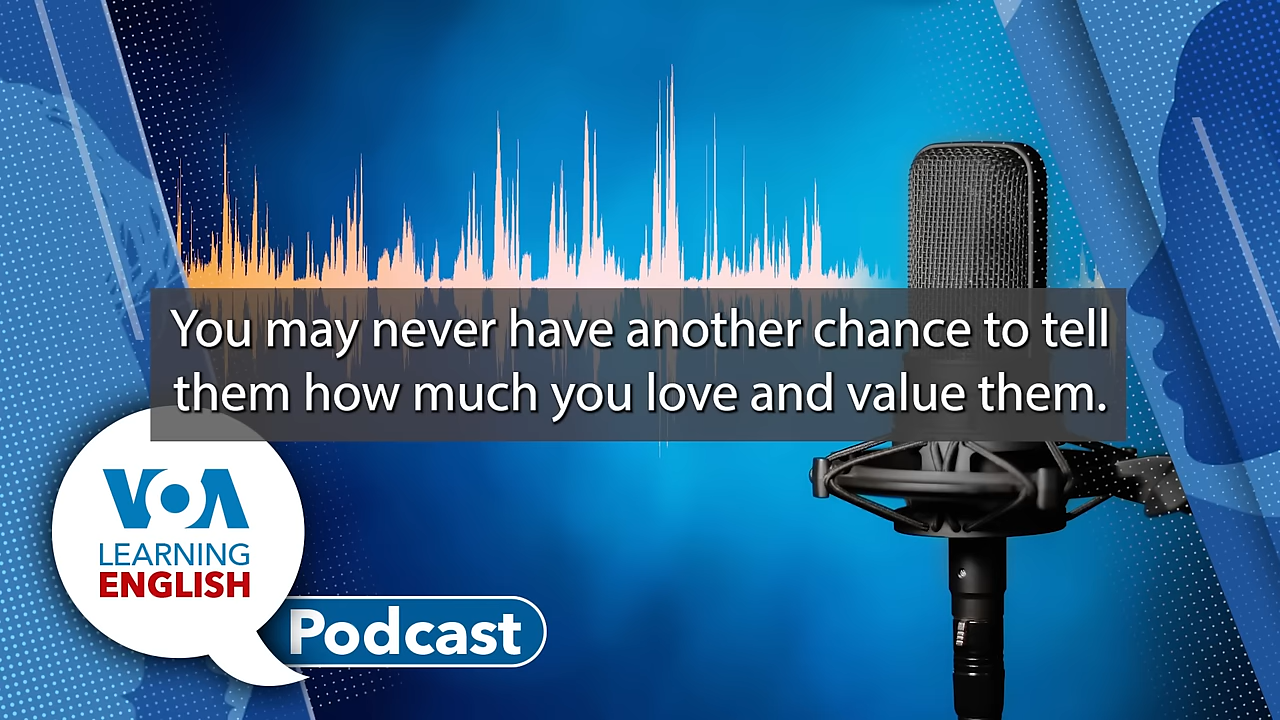 You may never have another chance to tell
them how much you love and value them.
VOA
LEARNING
ENGLISH
Podcast